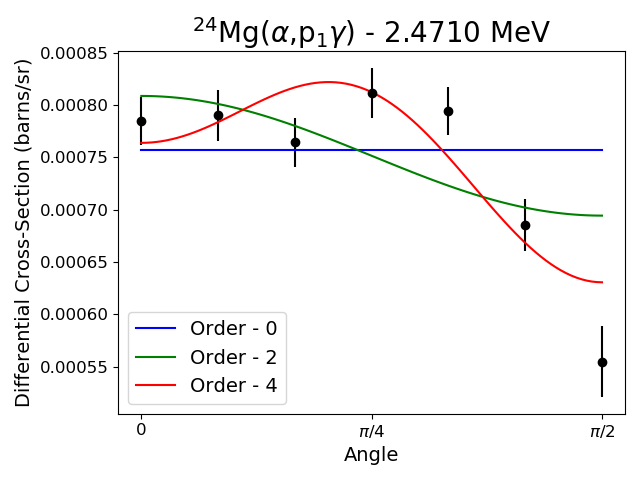 ²⁴Mg(α,p₁γ) - 2.4710 MeV
Differential Cross-Section (barns/sr)
0.00085
0.00080
0.00075
0.00070
0.00065
0.00060
0.00055
Order - 0
Order - 2
Order - 4
0
π/4
π/2
Angle